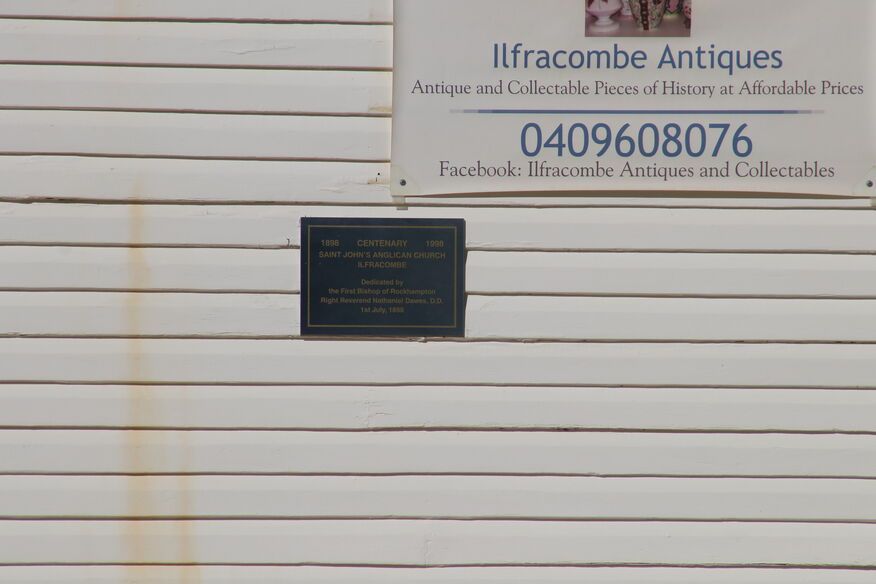 Ilfracombe Antiques
Antique and Collectable Pieces of History at Affordable Prices
0409608076
Facebook: Ilfracombe Antiques and Collectables
1898 CENTENARY 1998
SAINT JOHN'S ANGLICAN CHURCH
ILFRACOMBE
Dedicated by
the First Bishop of Rockhampton
Right Reverend Nathaniel Dawes, D.D.
1st July, 1898